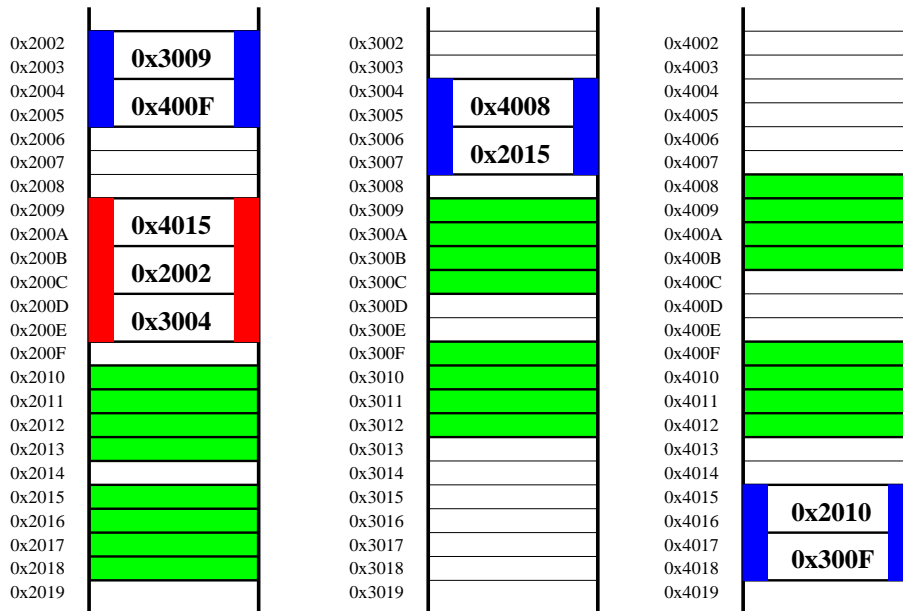 0x2002
0x2003
0x2004
0x2005
0x2006
0x2007
0x2008
0x2009
0x200A
0x200B
0x200C
0x200D
0x200E
0x200F
0x2010
0x2011
0x2012
0x2013
0x2014
0x2015
0x2016
0x2017
0x2018
0x2019
0x3009
0x400F
0x4015
0x2002
0x3004
0x3002
0x3003
0x3004
0x3005
0x3006
0x3007
0x3008
0x3009
0x300A
0x300B
0x300C
0x300D
0x300E
0x300F
0x3010
0x3011
0x3012
0x3013
0x3014
0x3015
0x3016
0x3017
0x3018
0x3019
0x4008
0x2015
0x4002
0x4003
0x4004
0x4005
0x4006
0x4007
0x4008
0x4009
0x400A
0x400B
0x400C
0x400D
0x400E
0x400F
0x4010
0x4011
0x4012
0x4013
0x4014
0x4015
0x4016
0x4017
0x4018
0x4019
0x2010
0x300F